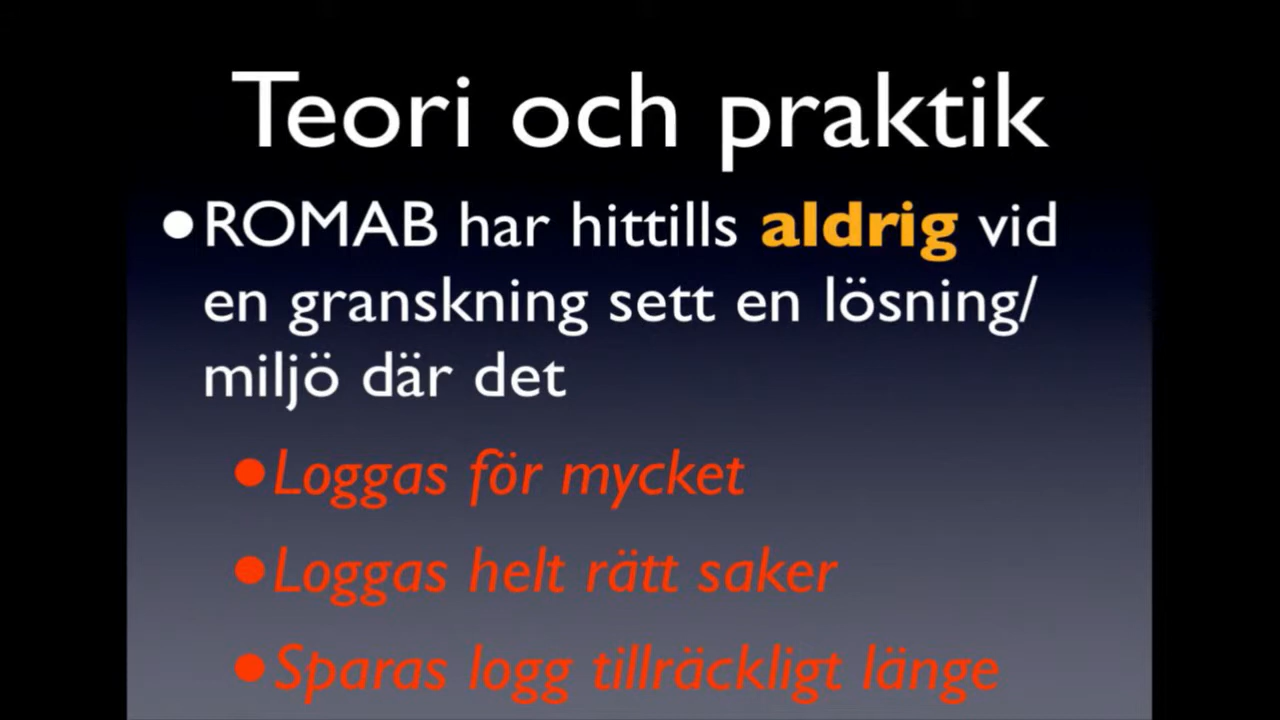 Teori och praktik
•ROMAB har hittills aldrig vid
en granskning sett en lösning/
miljö där det
•Loggas för mycket
•Loggas helt rätt saker
•Sparas logg tillräckligt länge